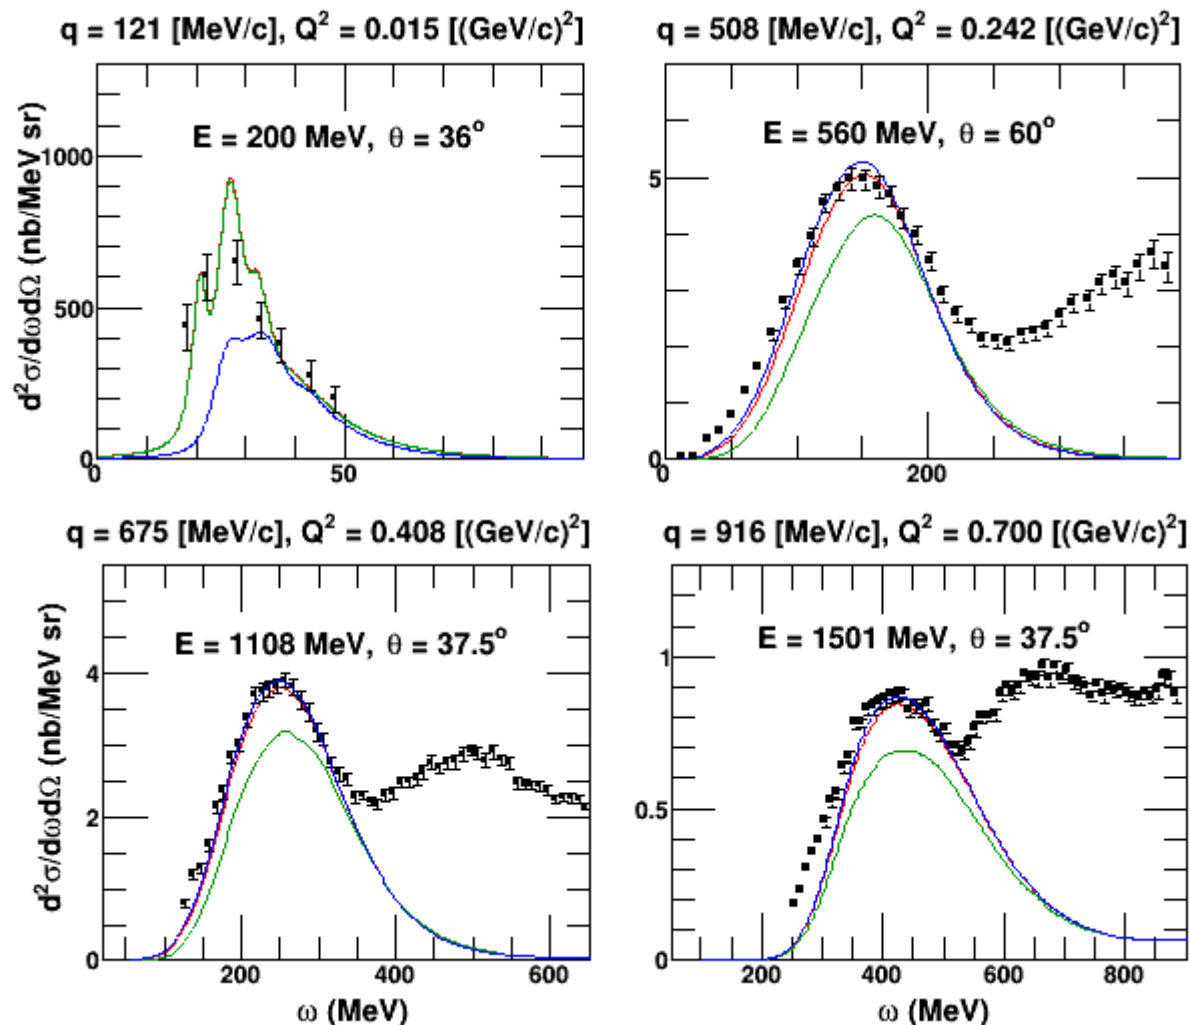 q = 121 [MeV/c], Q² = 0.015 [(GeV/c)²]
E = 200 MeV, θ = 36°
d²σ/dωdΩ (nb/MeV sr)
1000
500
0
0
50
q = 508 [MeV/c], Q² = 0.242 [(GeV/c)²]
E = 560 MeV, θ = 60°
5
0
0
200
q = 675 [MeV/c], Q² = 0.408 [(GeV/c)²]
E = 1108 MeV, θ = 37.5°
d²σ/dωdΩ (nb/MeV sr)
4
2
0
200
400
600
ω (MeV)
q = 916 [MeV/c], Q² = 0.700 [(GeV/c)²]
E = 1501 MeV, θ = 37.5°
1
0.5
0
200
400
600
800
ω (MeV)